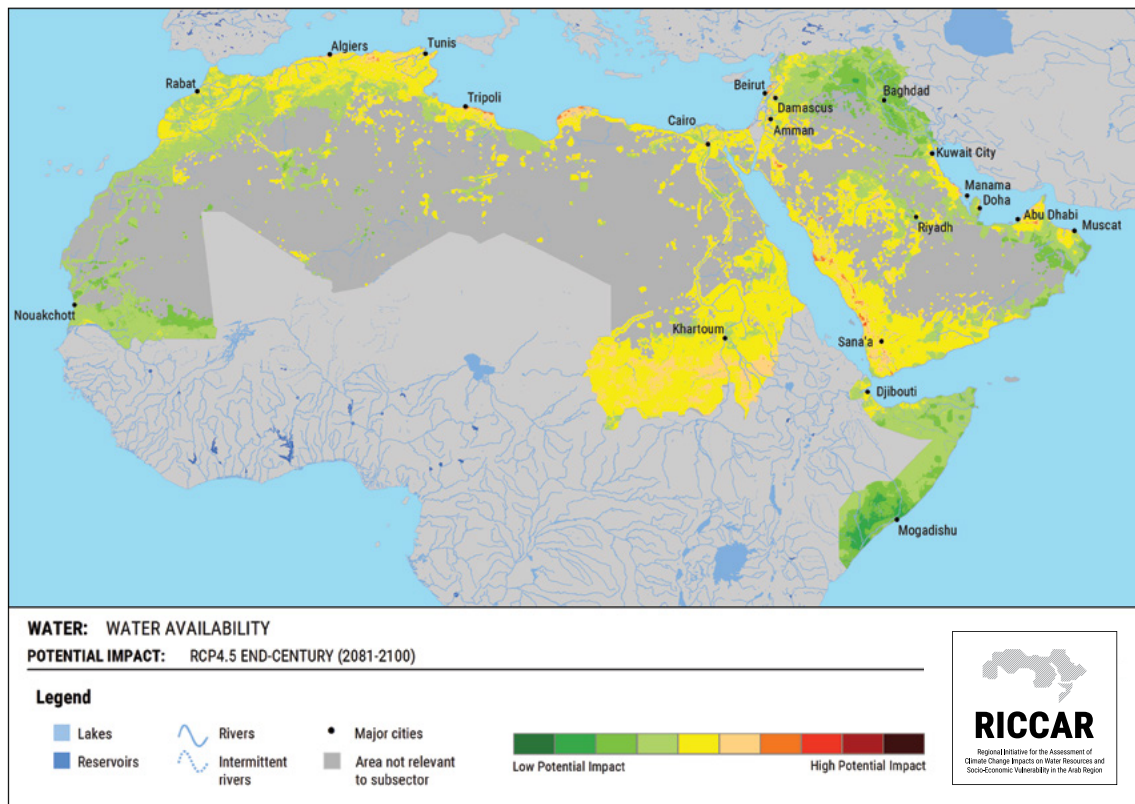 Algiers
Tunis
Rabat
Tripoli
Beirut
Damascus
Baghdad
Cairo
Amman
Kuwait City
Manama
Doha
Abu Dhabi
Riyadh
Muscat
Nouakchott
Khartoum
Sana'a
Djibouti
Mogadishu
WATER: WATER AVAILABILITY
POTENTIAL IMPACT: RCP4.5 END-CENTURY (2081-2100)
Legend
Lakes
Reservoirs
Rivers
Intermittent
rivers
Major cities
Area not relevant
to subsector
Low Potential Impact
High Potential Impact
RICCAR
Regional Initiative for the Assessment of
Climate Change Impacts on Water Resources and
Socio-Economic Vulnerability in the Arab Region